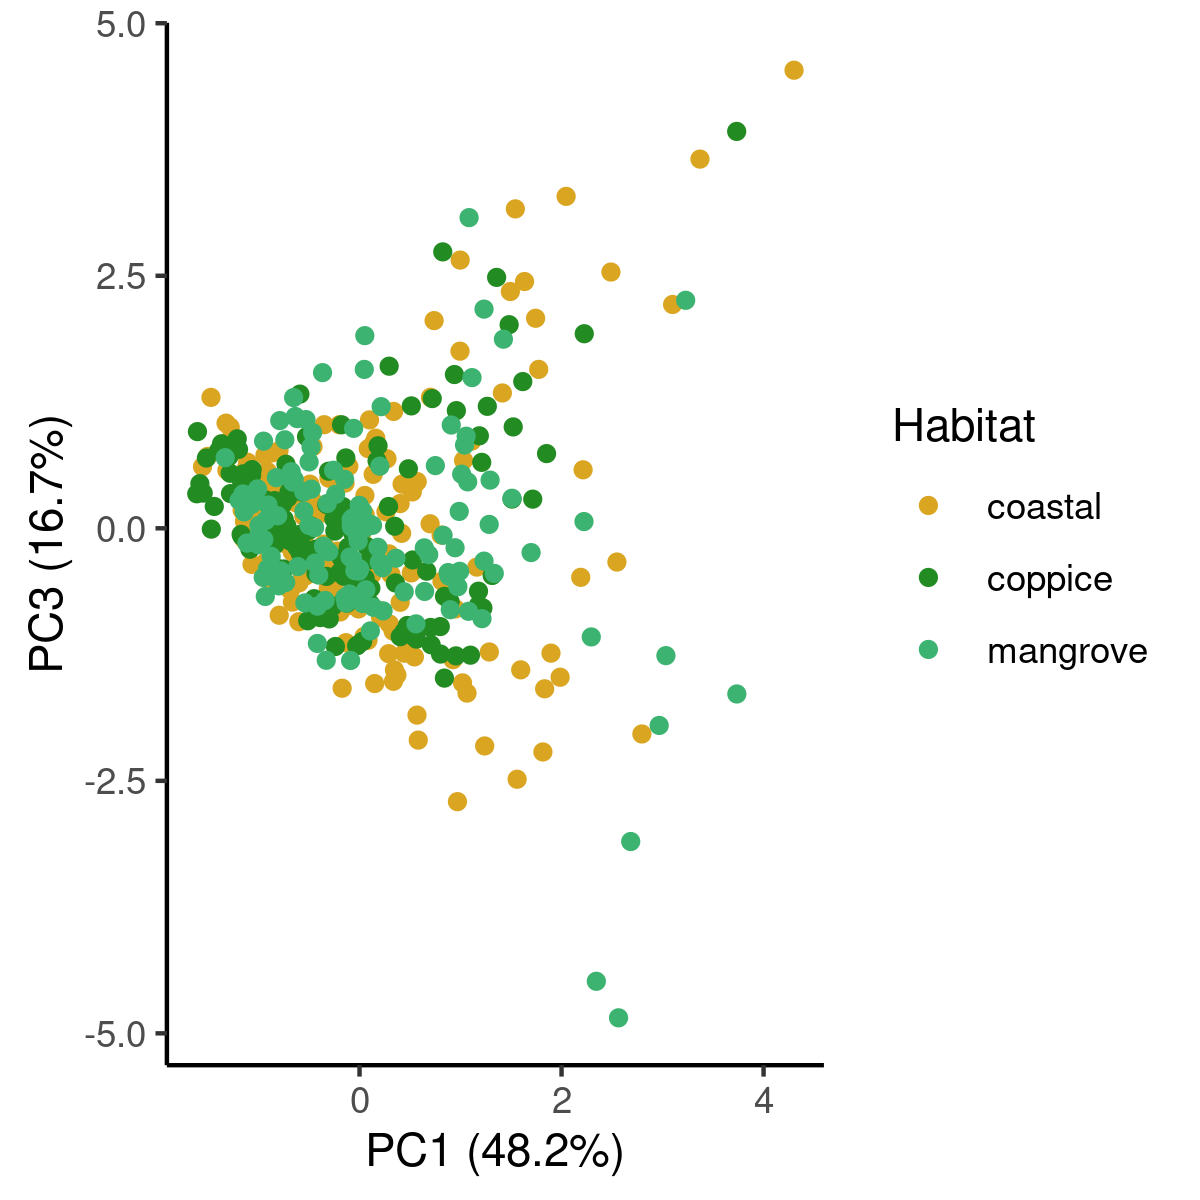 5.0
2.5
0.0
-2.5
-5.0
PC3 (16.7%)
0 2 4
PC1 (48.2%)
Habitat
coastal
coppice
mangrove